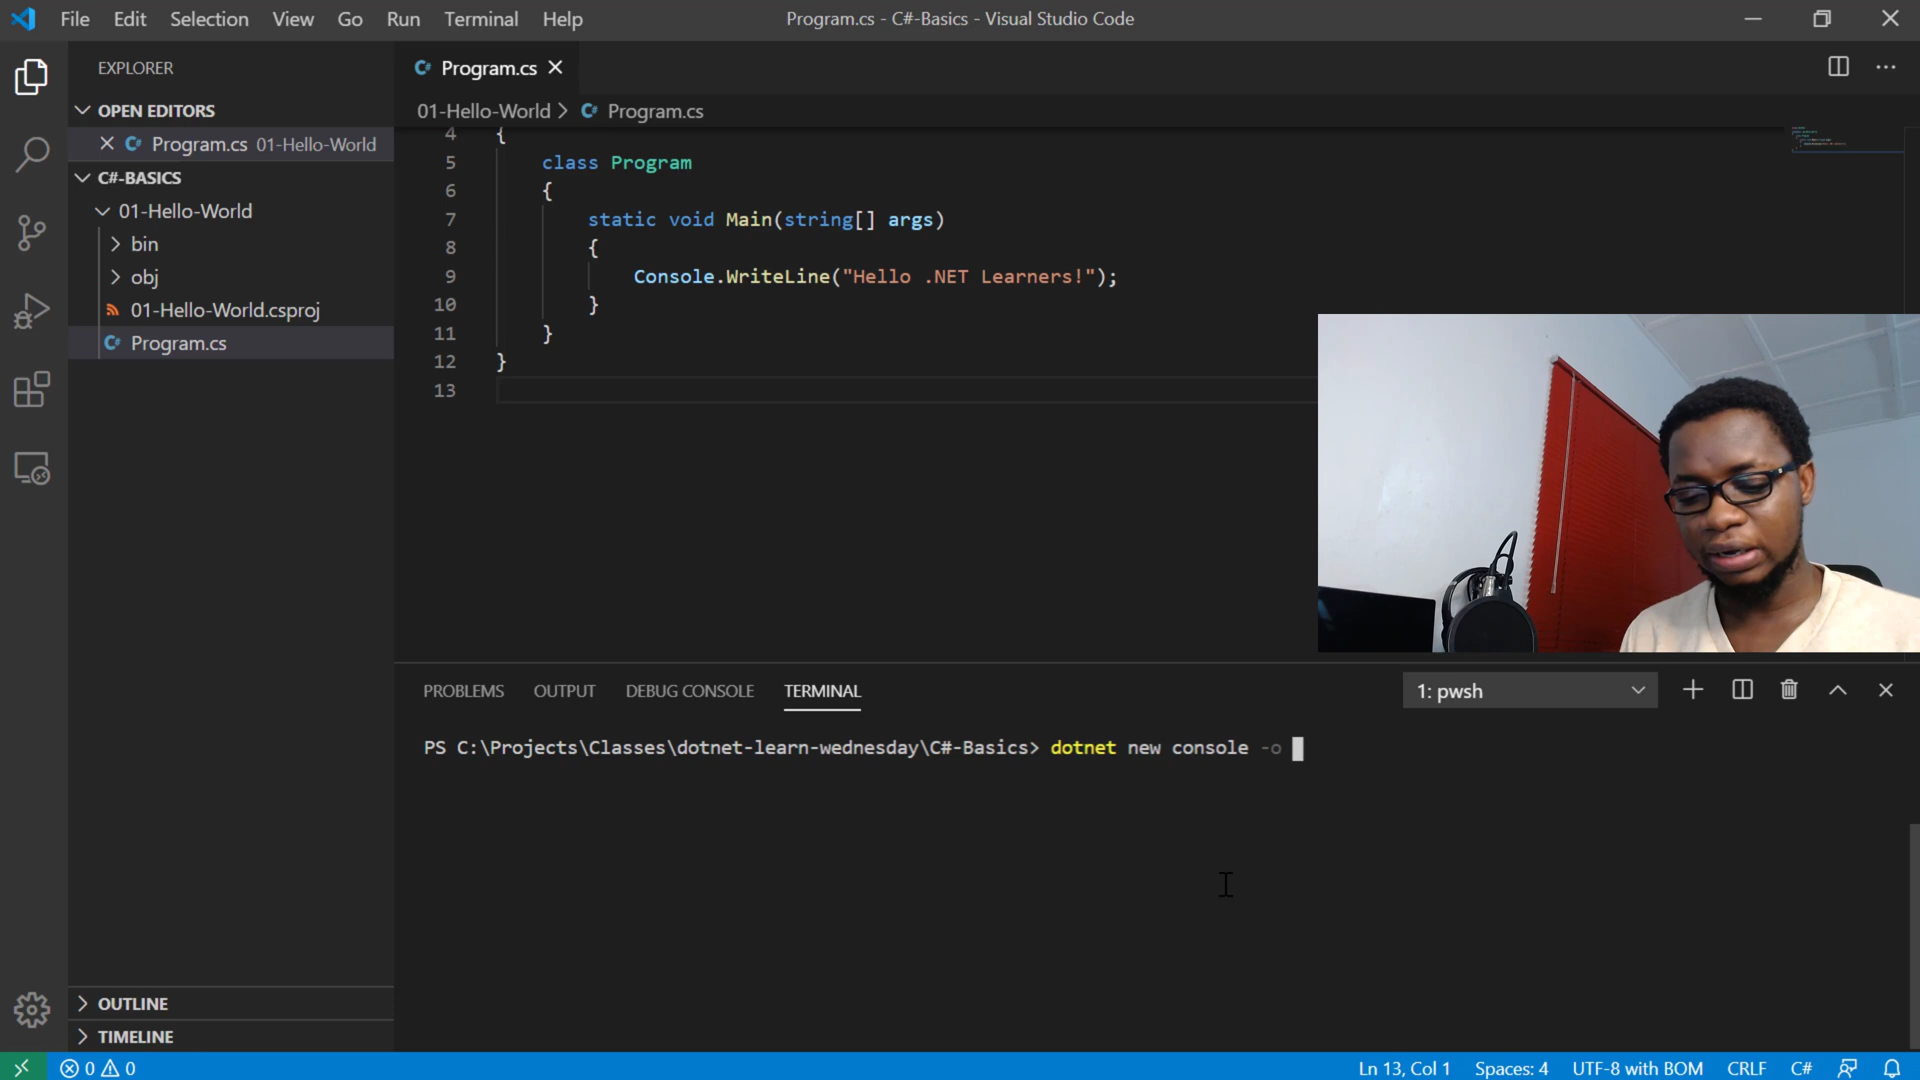 File Edit Selection View Go Run Terminal Help
Program.cs - C#-Basics - Visual Studio Code
EXPLORER
OPEN EDITORS
Program.cs 01-Hello-World
C#-BASICS
01-Hello-World
bin
obj
01-Hello-World.csproj
Program.cs
OUTLINE
TIMELINE
Program.cs
01-Hello-World > Program.cs
4 {
5 class Program
6 {
7 static void Main(string[] args)
8 {
9 Console.WriteLine("Hello .NET Learners!");
10 }
11 }
12 }
13
PROBLEMS OUTPUT DEBUG CONSOLE TERMINAL
1: pwsh
PS C:\Projects\Classes\dotnet-learn-wednesday\C#-Basics> dotnet new console -o
0 0
Ln 13, Col 1 Spaces: 4 UTF-8 with BOM CRLF C#